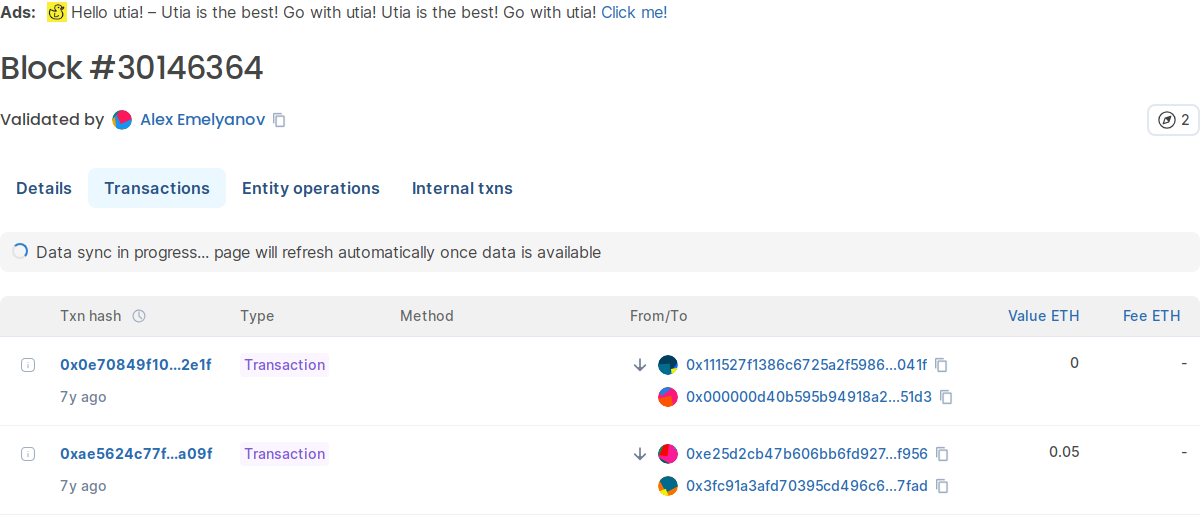 Ads: Hello utia! – Utia is the best! Go with utia! Utia is the best! Go with utia! Click me!
Block #30146364
Validated by Alex Emelyanov
2
Details Transactions Entity operations Internal txns
Data sync in progress... page will refresh automatically once data is available
Txn hash Type Method From/To Value ETH Fee ETH
0x0e70849f10...2e1f Transaction 0x111527f1386c6725a2f5986...041f 0 -
7y ago 0x000000d40b595b94918a2...51d3
0xae5624c77f...a09f Transaction 0xe25d2cb47b606bb6fd927...f956 0.05 -
7y ago 0x3fc91a3afd70395cd496c6...7fad